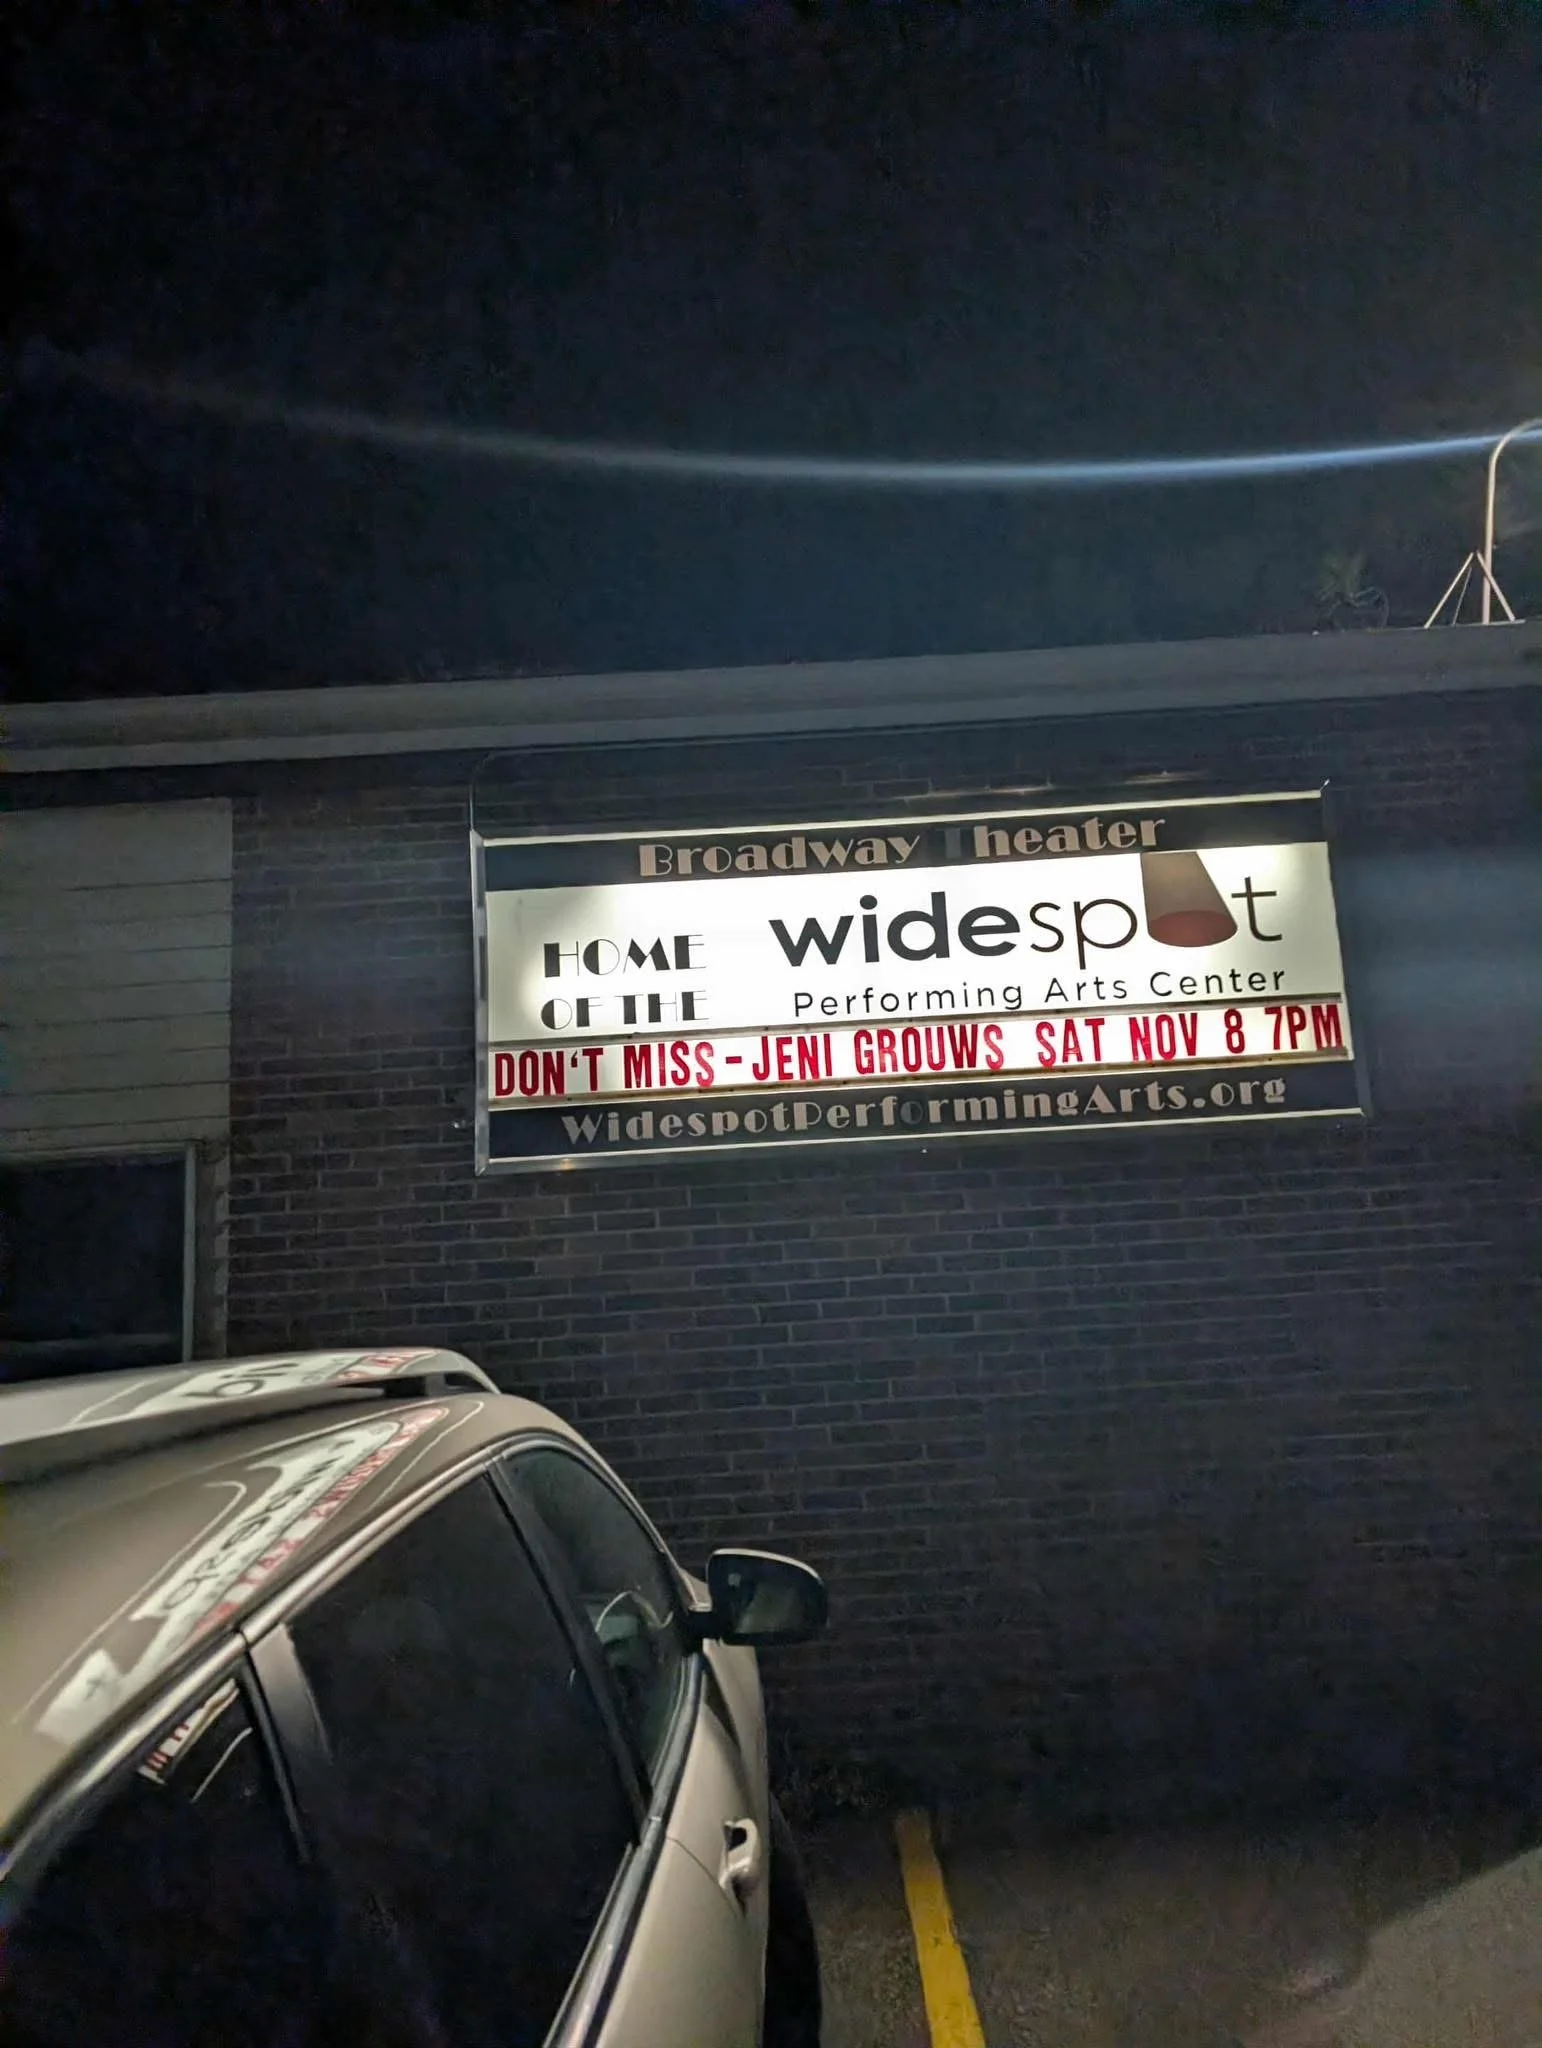 Broadway Theater
HOME
OF THE
widespot
Performing Arts Center
DON'T MISS-JENI GROUWS SAT NOV 8 7PM
WidespotPerformingArts.org